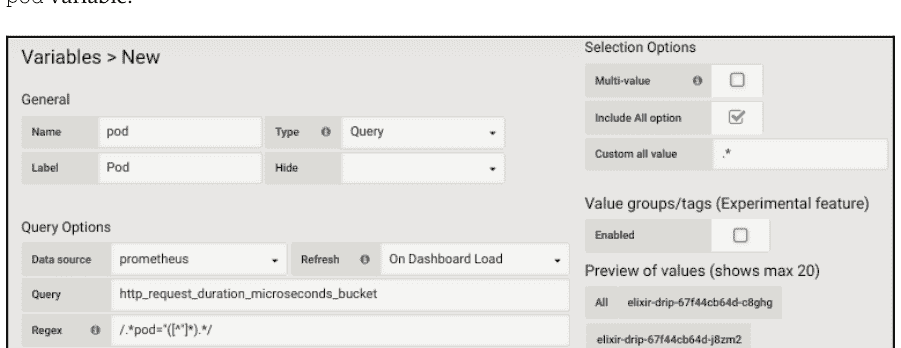 pod variable.
Variables > New
General
Name pod Type Query
Label Pod Hide
Query Options
Data source prometheus Refresh On Dashboard Load
Query http_request_duration_microseconds_bucket
Regex /.*pod="([^"]*).*/
Selection Options
Multi-value
Include All option
Custom all value .*
Value groups/tags (Experimental feature)
Enabled
Preview of values (shows max 20)
All elixir-drip-67f44cb64d-c8ghg
elixir-drip-67f44cb64d-j8zm2